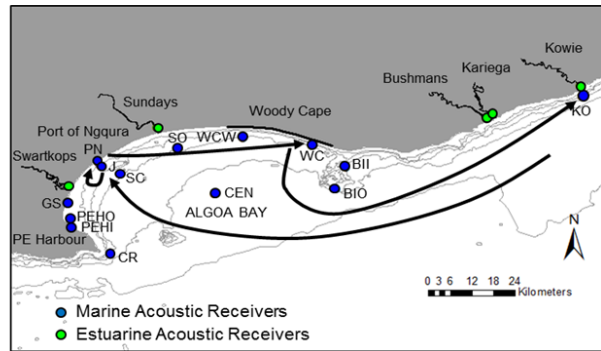 Kowie
Kariega
Bushmans
KO
Sundays
Woody Cape
Port of Ngqura
SO
WCW
WC
PN
J
SC
BII
Swartkops
BIO
CEN
GS
ALGOA BAY
PEHO
PEHI
PE Harbour
CR
N
0 3 6 12 18 24
Kilometers
Marine Acoustic Receivers
Estuarine Acoustic Receivers